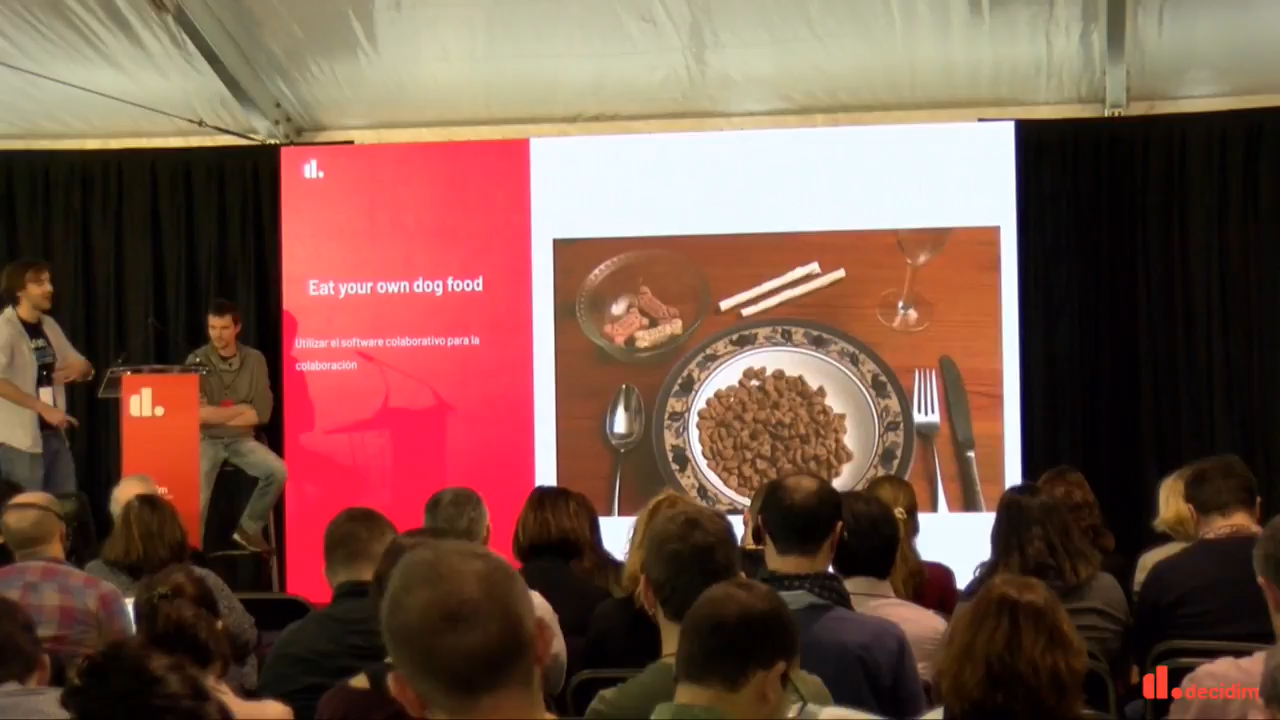 d.
Eat your own dog food
Utilizar el software colaborativo para la
colaboración
d.
d.decidim